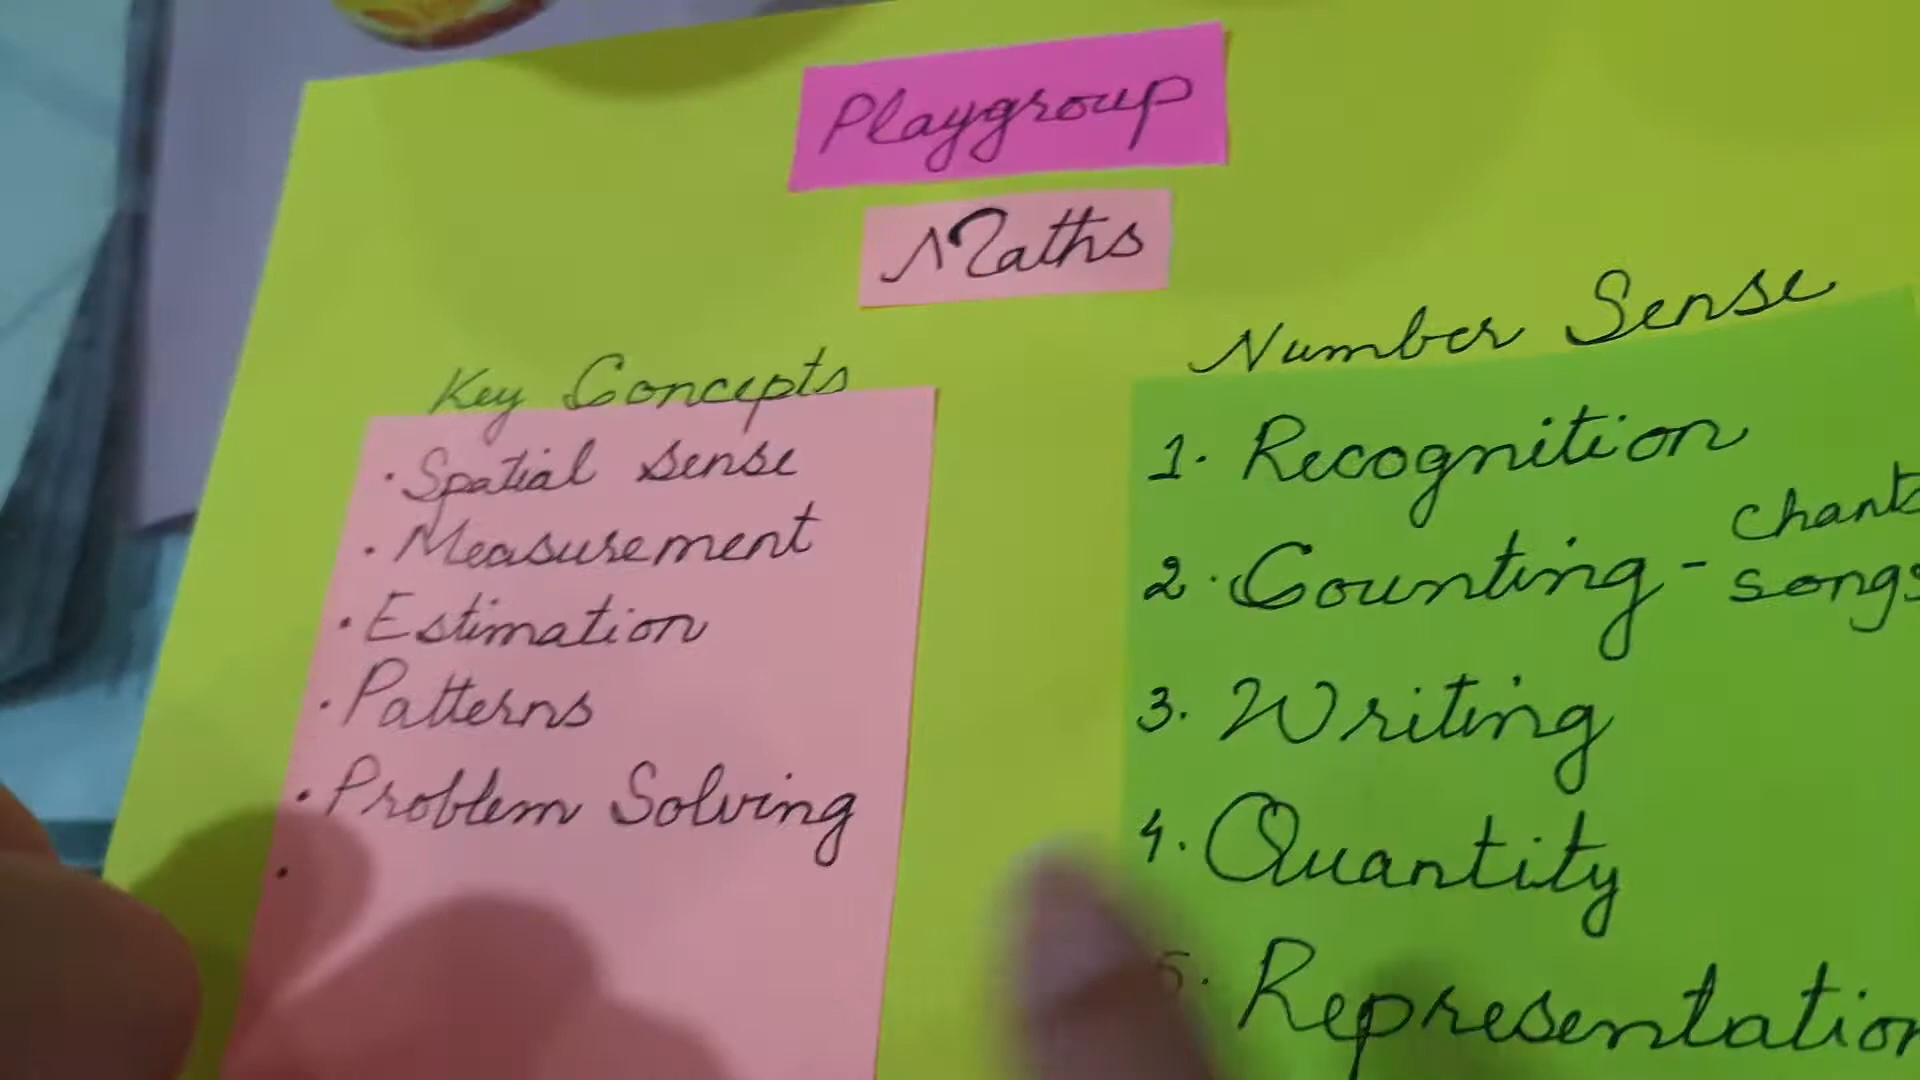 Playgroup
Maths
Key Concepts
· Spatial sense
· Measurement
· Estimation
· Patterns
· Problem Solving
·
Number Sense
1. Recognition
2. Counting - chants
songs
3. Writing
4. Quantity
5. Representation